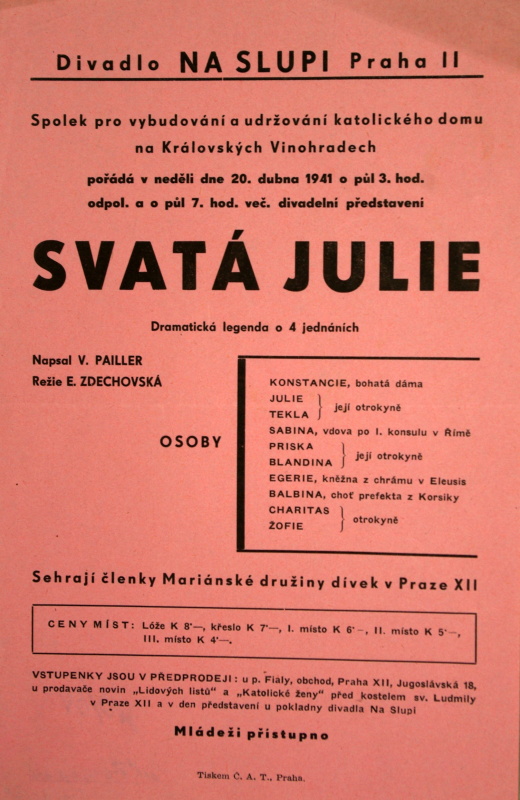 Divadlo NA SLUPI Praha II
Spolek pro vybudování a udržování katolického domu
na Královských Vinohradech
pořádá v neděli dne 20. dubna 1941 o půl 3. hod.
odpol. a o půl 7. hod. več. divadelní představení
SVATÁ JULIE
Dramatická legenda o 4 jednáních
Napsal V. PAILLER
Režie E. ZDECHOVSKÁ
OSOBY
KONSTANCIE, bohatá dáma
JULIE
TEKLA } její otrokyně
SABINA, vdova po I. konsulu v Římě
PRISKA
BLANDINA } její otrokyně
EGERIE, kněžna z chrámu v Eleusis
BALBINA, choť prefekta z Korsiky
CHARITAS
ŽOFIE } otrokyně
Sehrají členky Mariánské družiny dívek v Praze XII
CENY MÍST: Lóže K 8·—, křeslo K 7·—, I. místo K 6·–, II. místo K 5·—,
III. místo K 4·—.
VSTUPENKY JSOU V PŘEDPRODEJI: u p. Fialy, obchod, Praha XII, Jugoslávská 18,
u prodavače novin „Lidových listů" a „Katolické ženy" před kostelem sv. Ludmily
v Praze XII a v den představení u pokladny divadla Na Slupi
Mládeži přistupno
Tiskem Č. A. T., Praha.